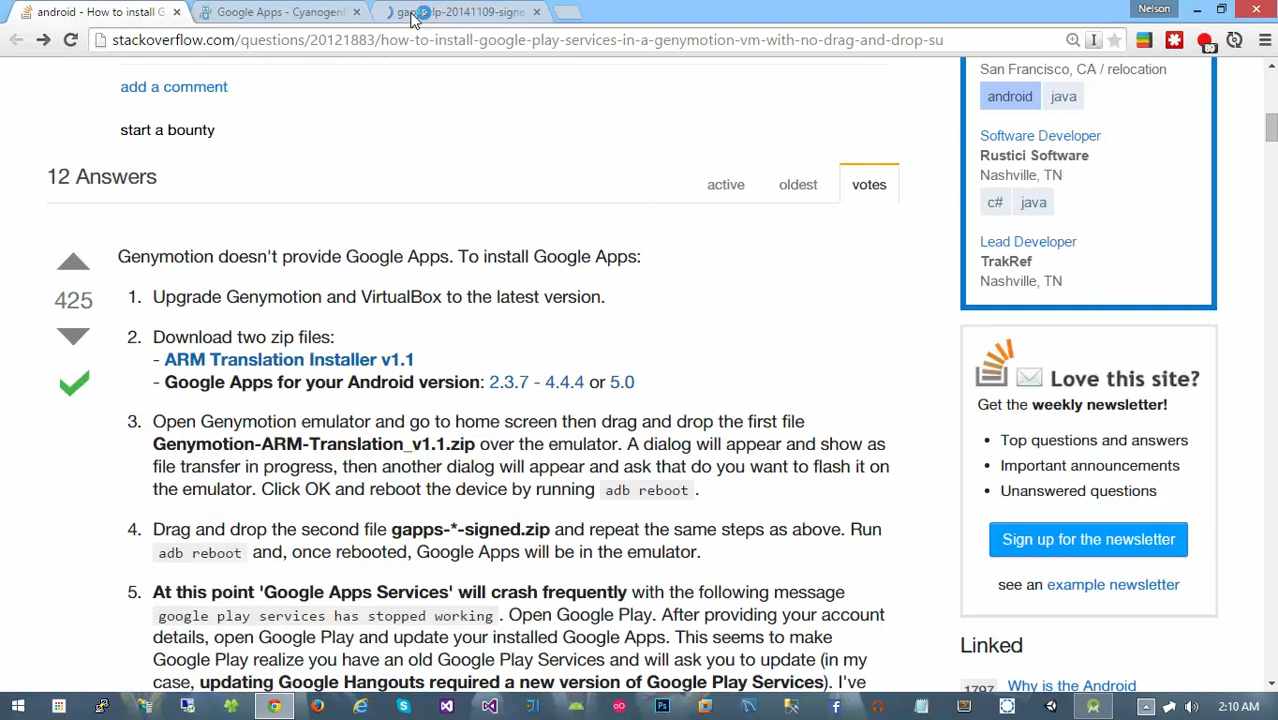 android - How to install G
Google Apps - Cyanogenm
lp-20141109-signe
Nelson
stackoverflow.com/questions/20121883/how-to-install-google-play-services-in-a-genymotion-vm-with-no-drag-and-drop-su
89
add a comment
start a bounty
12 Answers
active oldest votes
Genymotion doesn't provide Google Apps. To install Google Apps:
425
1. Upgrade Genymotion and VirtualBox to the latest version.
2. Download two zip files:
- ARM Translation Installer v1.1
- Google Apps for your Android version: 2.3.7 - 4.4.4 or 5.0
3. Open Genymotion emulator and go to home screen then drag and drop the first file
Genymotion-ARM-Translation_v1.1.zip over the emulator. A dialog will appear and show as
file transfer in progress, then another dialog will appear and ask that do you want to flash it on
the emulator. Click OK and reboot the device by running adb reboot .
4. Drag and drop the second file gapps-*-signed.zip and repeat the same steps as above. Run
adb reboot and, once rebooted, Google Apps will be in the emulator.
5. At this point 'Google Apps Services' will crash frequently with the following message
google play services has stopped working . Open Google Play. After providing your account
details, open Google Play and update your installed Google Apps. This seems to make
Google Play realize you have an old Google Play Services and will ask you to update (in my
case, updating Google Hangouts required a new version of Google Play Services). I've
San Francisco, CA / relocation
android java
Software Developer
Rustici Software
Nashville, TN
c# java
Lead Developer
TrakRef
Nashville, TN
Love this site?
Get the weekly newsletter!
• Top questions and answers
• Important announcements
• Unanswered questions
Sign up for the newsletter
see an example newsletter
Linked
1797 Why is the Android
2:10 AM